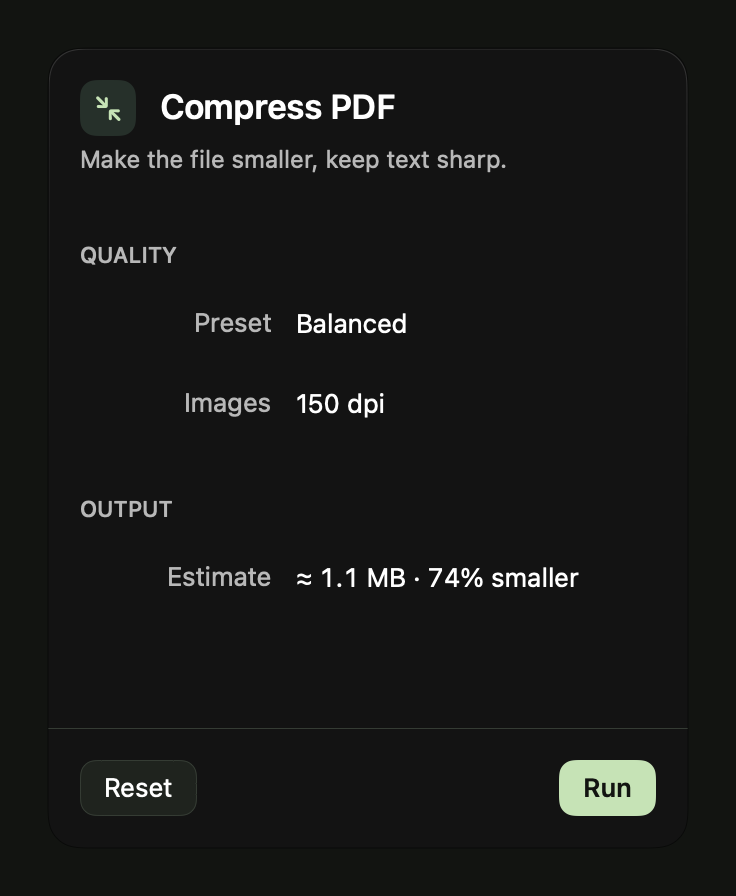 Compress PDF
Make the file smaller, keep text sharp.
QUALITY
Preset Balanced
Images 150 dpi
OUTPUT
Estimate ≈ 1.1 MB · 74% smaller
Reset Run